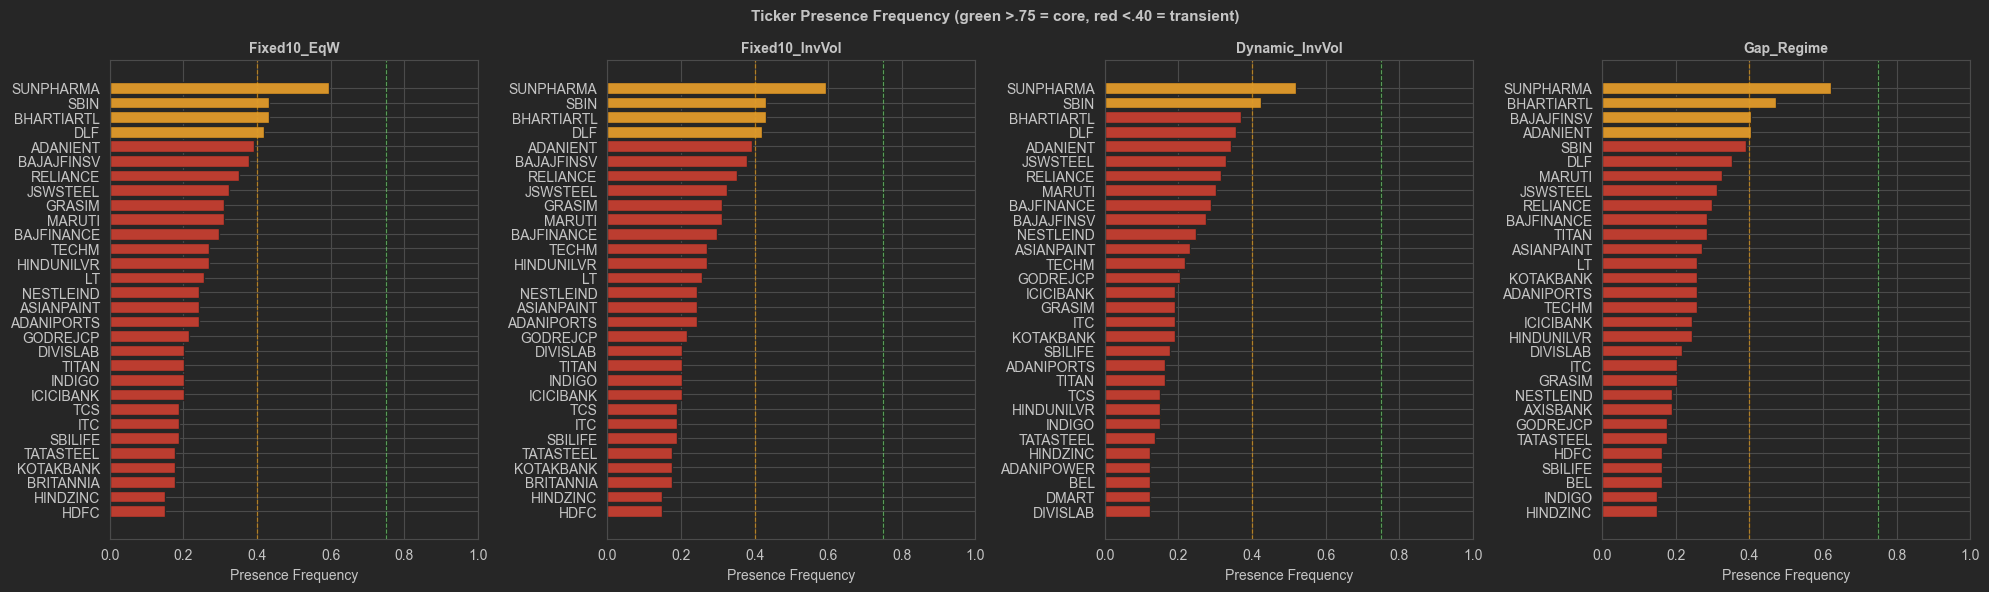 Ticker Presence Frequency (green >.75 = core, red <.40 = transient)
Fixed10_EqW
SUNPHARMA
SBIN
BHARTIARTL
DLF
ADANIENT
BAJAJFINSV
RELIANCE
JSWSTEEL
GRASIM
MARUTI
BAJFINANCE
TECHM
HINDUNILVR
LT
NESTLEIND
ASIANPAINT
ADANIPORTS
GODREJCP
DIVISLAB
TITAN
INDIGO
ICICIBANK
TCS
ITC
SBILIFE
TATASTEEL
KOTAKBANK
BRITANNIA
HINDZINC
HDFC
0.0 0.2 0.4 0.6 0.8 1.0
Presence Frequency
Fixed10_InvVol
SUNPHARMA
SBIN
BHARTIARTL
DLF
ADANIENT
BAJAJFINSV
RELIANCE
JSWSTEEL
GRASIM
MARUTI
BAJFINANCE
TECHM
HINDUNILVR
LT
NESTLEIND
ASIANPAINT
ADANIPORTS
GODREJCP
DIVISLAB
TITAN
INDIGO
ICICIBANK
TCS
ITC
SBILIFE
TATASTEEL
KOTAKBANK
BRITANNIA
HINDZINC
HDFC
0.0 0.2 0.4 0.6 0.8 1.0
Presence Frequency
Dynamic_InvVol
SUNPHARMA
SBIN
BHARTIARTL
DLF
ADANIENT
JSWSTEEL
RELIANCE
MARUTI
BAJFINANCE
BAJAJFINSV
NESTLEIND
ASIANPAINT
TECHM
GODREJCP
ICICIBANK
GRASIM
ITC
KOTAKBANK
SBILIFE
ADANIPORTS
TITAN
TCS
HINDUNILVR
INDIGO
TATASTEEL
HINDZINC
ADANIPOWER
BEL
DMART
DIVISLAB
0.0 0.2 0.4 0.6 0.8 1.0
Presence Frequency
Gap_Regime
SUNPHARMA
BHARTIARTL
BAJAJFINSV
ADANIENT
SBIN
DLF
MARUTI
JSWSTEEL
RELIANCE
BAJFINANCE
TITAN
ASIANPAINT
LT
KOTAKBANK
ADANIPORTS
TECHM
ICICIBANK
HINDUNILVR
DIVISLAB
ITC
GRASIM
NESTLEIND
AXISBANK
GODREJCP
TATASTEEL
HDFC
SBILIFE
BEL
INDIGO
HINDZINC
0.0 0.2 0.4 0.6 0.8 1.0
Presence Frequency